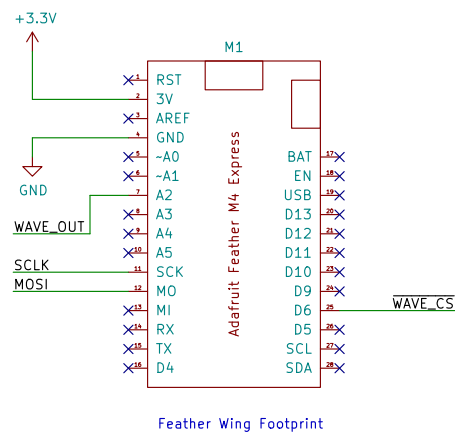 +3.3V
M1
1 RST
2 3V
3 AREF
4 GND
5 ~A0
6 ~A1
7 A2
8 A3
9 A4
10 A5
11 SCK
12 MO
13 MI
14 RX
15 TX
16 D4
GND
WAVE_OUT
SCLK
MOSI
Adafruit Feather M4 Express
BAT 17
EN 18
USB 19
D13 20
D12 21
D11 22
D10 23
D9 24
D6 25
D5 26
SCL 27
SDA 28
WAVE_CS
Feather Wing Footprint